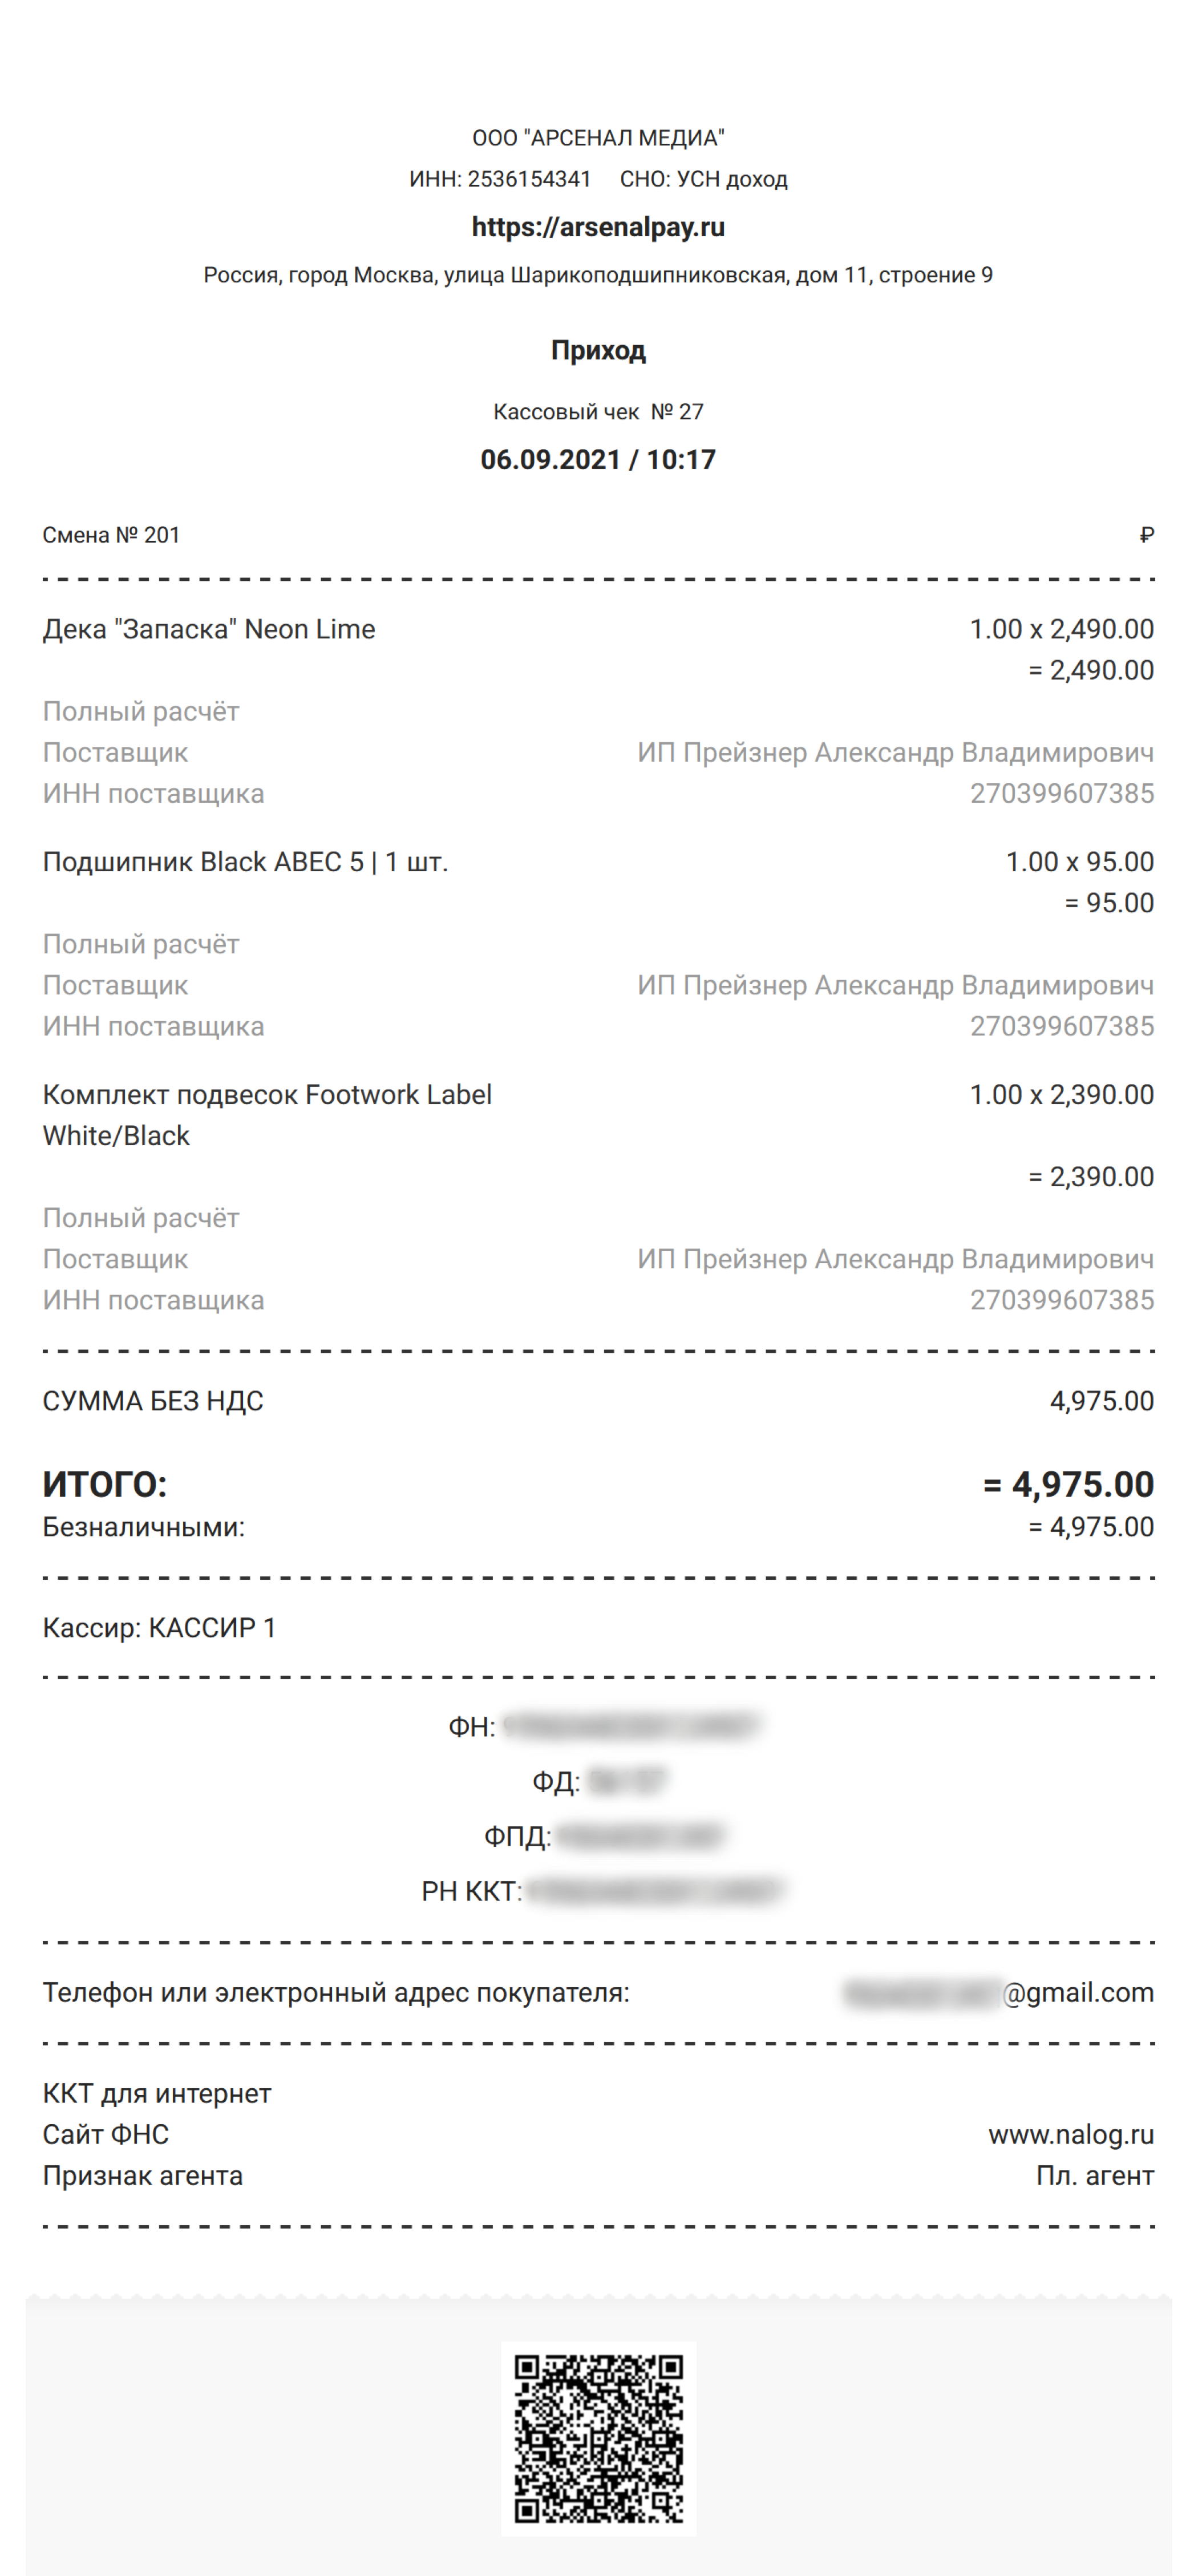 ООО "АРСЕНАЛ МЕДИА"
ИНН: 2536154341 СНО: УСН доход
https://arsenalpay.ru
Россия, город Москва, улица Шарикоподшипниковская, дом 11, строение 9
Приход
Кассовый чек № 27
06.09.2021 / 10:17
Смена № 201 ₽
Дека "Запаска" Neon Lime 1.00 x 2,490.00
= 2,490.00
Полный расчёт
Поставщик ИП Прейзнер Александр Владимирович
ИНН поставщика 270399607385
Подшипник Black ABEC 5 | 1 шт. 1.00 x 95.00
= 95.00
Полный расчёт
Поставщик ИП Прейзнер Александр Владимирович
ИНН поставщика 270399607385
Комплект подвесок Footwork Label 1.00 x 2,390.00
White/Black
= 2,390.00
Полный расчёт
Поставщик ИП Прейзнер Александр Владимирович
ИНН поставщика 270399607385
СУММА БЕЗ НДС 4,975.00
ИТОГО: = 4,975.00
Безналичными: = 4,975.00
Кассир: КАССИР 1
ФН:
ФД:
ФПД:
РН ККТ:
Телефон или электронный адрес покупателя: @gmail.com
ККТ для интернет
Сайт ФНС www.nalog.ru
Признак агента Пл. агент